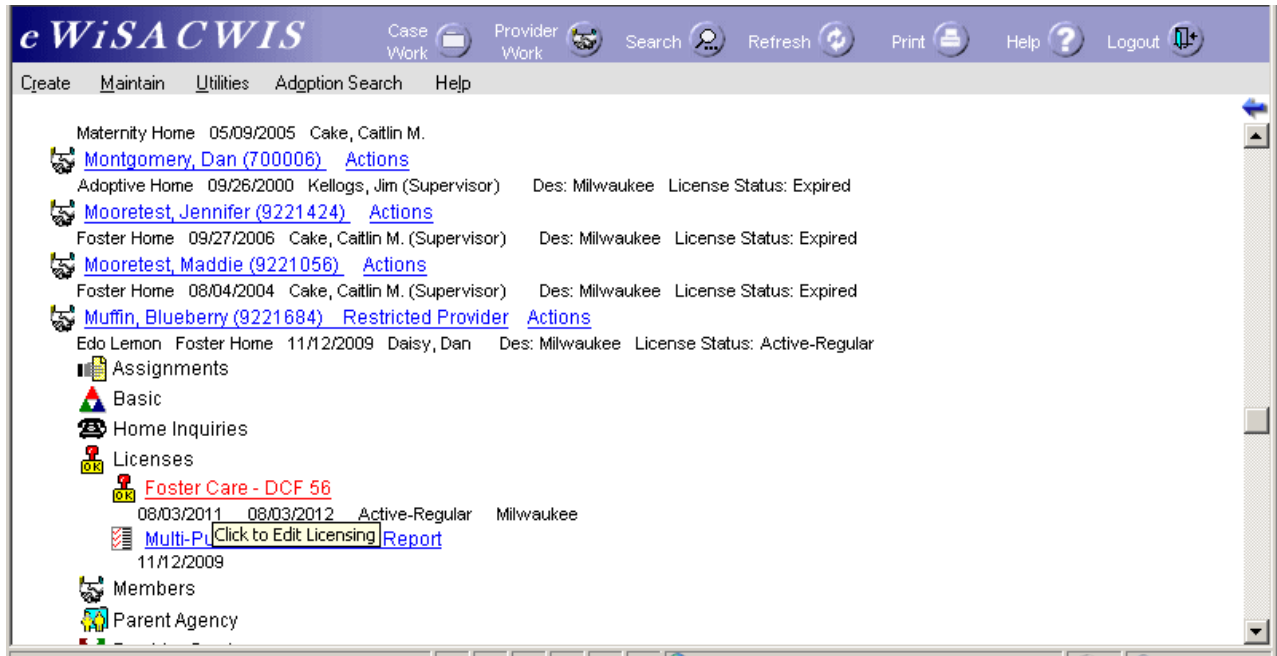 e WiSACWIS Case Work Provider Work Search Refresh Print Help Logout
Create Maintain Utilities Adoption Search Help
Maternity Home 05/09/2005 Cake, Caitlin M.
Montgomery, Dan (700006) Actions
Adoptive Home 09/26/2000 Kellogs, Jim (Supervisor) Des: Milwaukee License Status: Expired
Mooretest, Jennifer (9221424) Actions
Foster Home 09/27/2006 Cake, Caitlin M. (Supervisor) Des: Milwaukee License Status: Expired
Mooretest, Maddie (9221056) Actions
Foster Home 08/04/2004 Cake, Caitlin M. (Supervisor) Des: Milwaukee License Status: Expired
Muffin, Blueberry (9221684) Restricted Provider Actions
Edo Lemon Foster Home 11/12/2009 Daisy, Dan Des: Milwaukee License Status: Active-Regular
Assignments
Basic
Home Inquiries
OK Licenses
OK Foster Care - DCF 56
08/03/2011 08/03/2012 Active-Regular Milwaukee
Click to Edit Licensing
Multi-Pu Report
11/12/2009
Members
Parent Agency